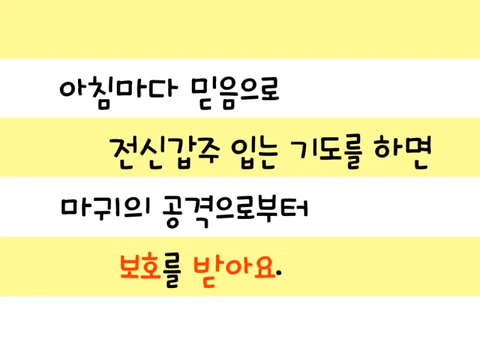 아침마다 믿음으로
전신갑주 입는 기도를 하면
마귀의 공격으로부터
보호를 받아요.